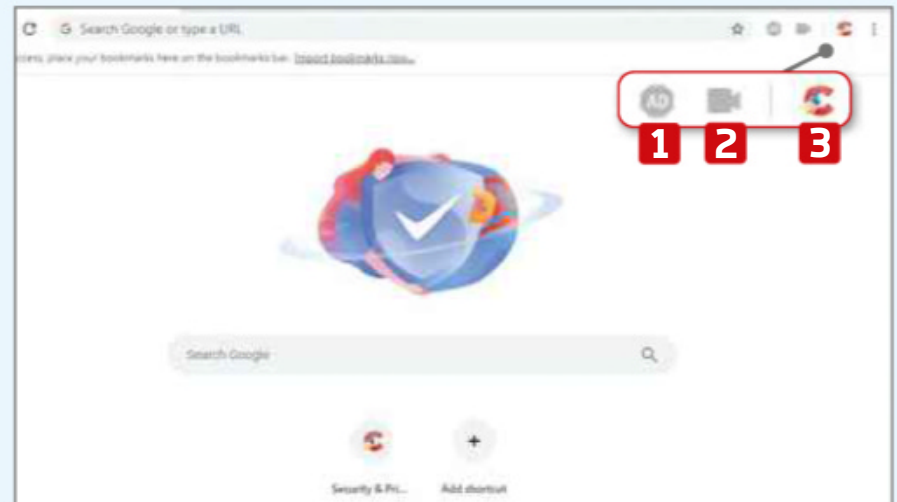 Search Google or type a URL
access, place your bookmarks here on the bookmarks bar. Import bookmarks now...
AD
1 2 3
Search Google
Security & Pri... Add shortcut